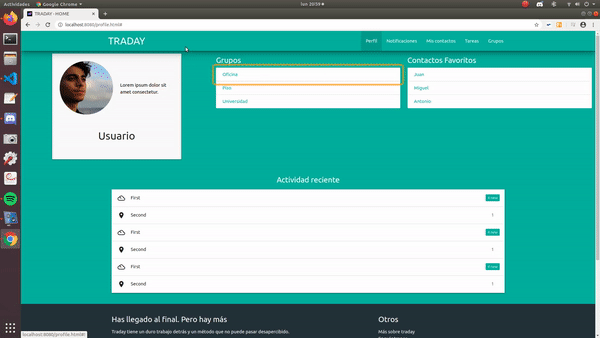 Actividades
Google Chrome
lun 20:59
TRADAY - HOME
localhost:8080/profile.html#!
TRADAY
Perfil
Notificaciones
Mis contactos
Tareas
Grupos
Lorem ipsum dolor sit
amet consectetur.
Usuario
Grupos
Oficina
Piso
Universidad
Contactos Favoritos
Juan
Miguel
Antonio
Actividad reciente
First
Second
1
First
Second
1
First
Second
1
Has llegado al final. Pero hay más
Traday tiene un duro trabajo detrás y un método que no puede pasar desapercibido.
Otros
Más sobre traday
localhost:8080/profile.html#!